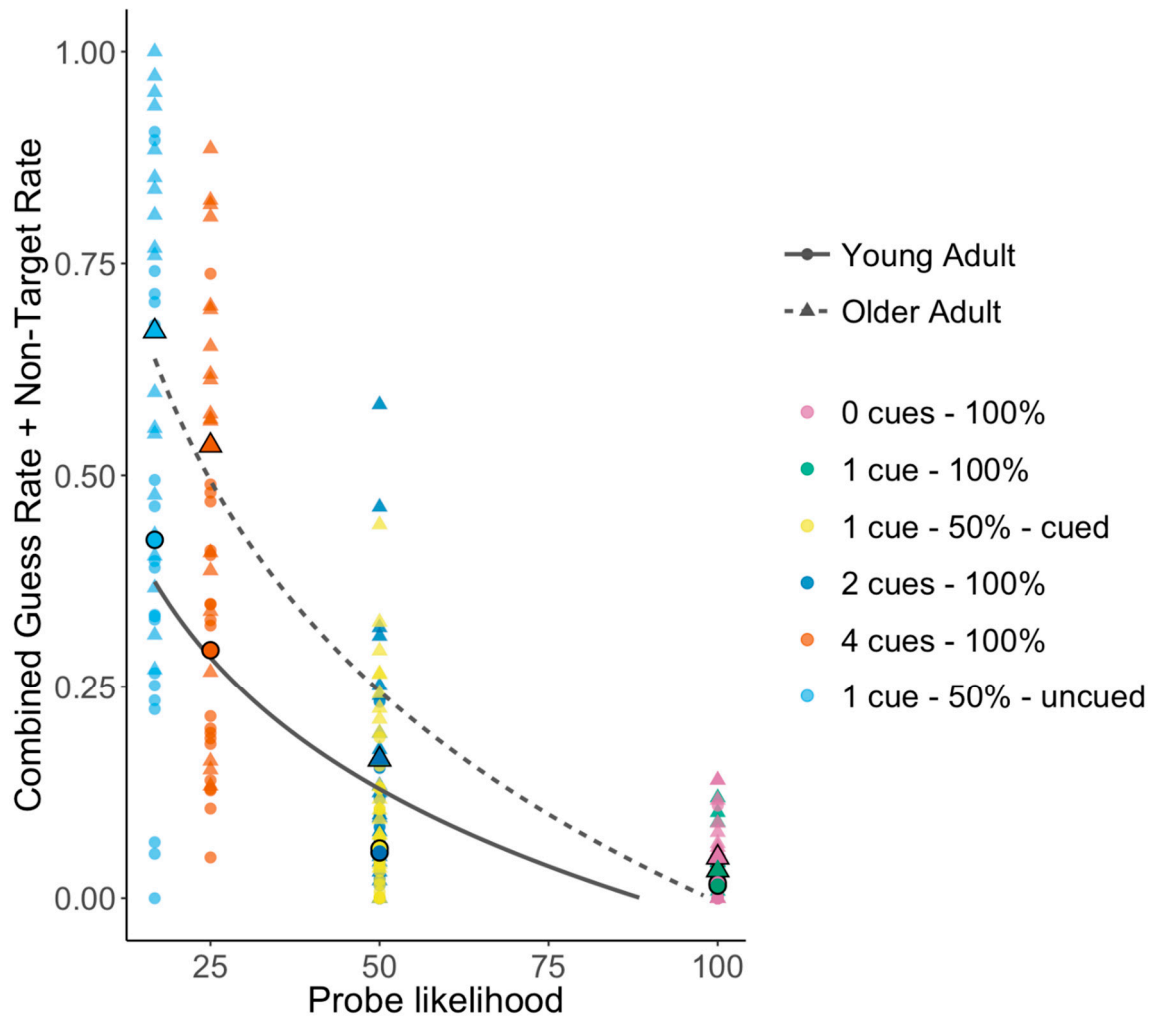 Combined Guess Rate + Non-Target Rate
1.00
0.75
0.50
0.25
0.00
25
50
75
100
Probe likelihood
Young Adult
Older Adult
0 cues - 100%
1 cue - 100%
1 cue - 50% - cued
2 cues - 100%
4 cues - 100%
1 cue - 50% - uncued